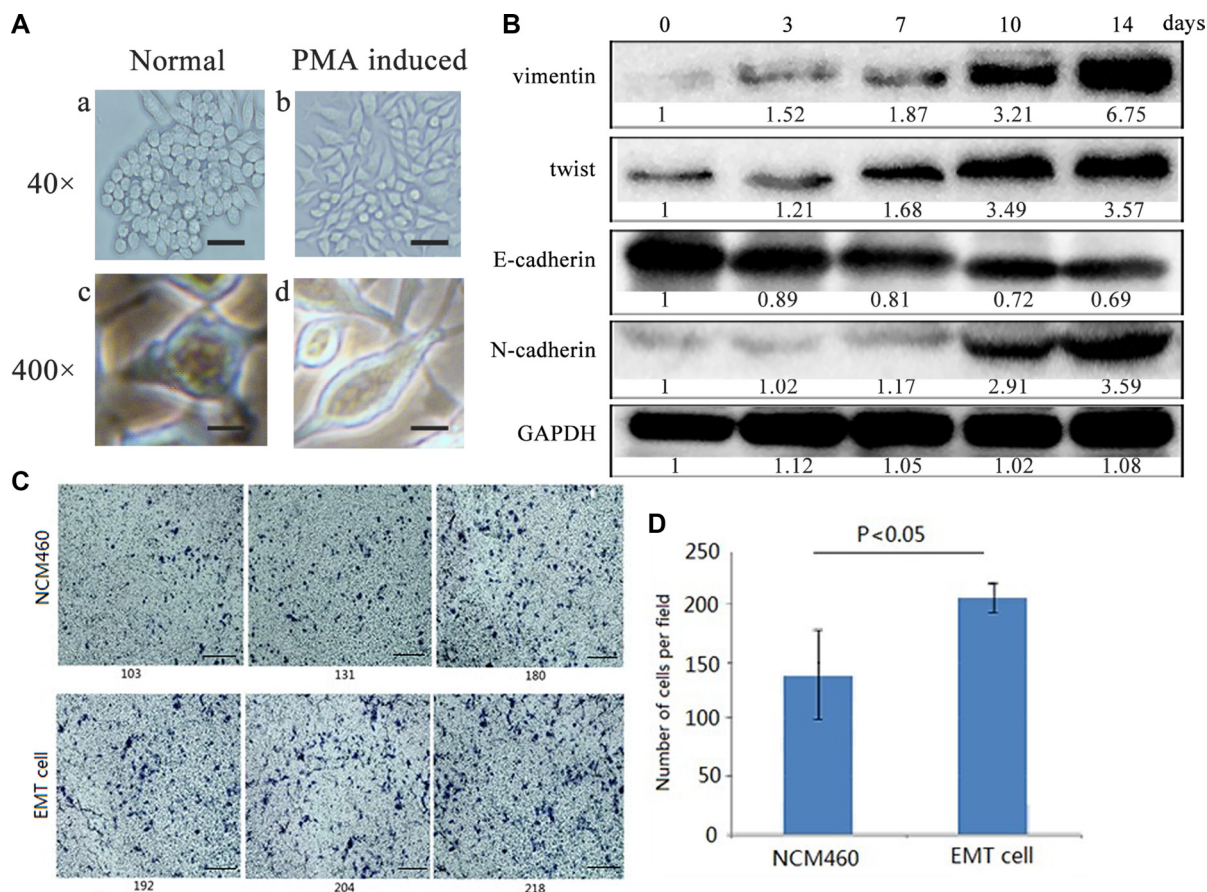 A
Normal PMA induced
a b
40×
c d
400×
B
0 3 7 10 14 days
vimentin
1 1.52 1.87 3.21 6.75
twist
1 1.21 1.68 3.49 3.57
E-cadherin
1 0.89 0.81 0.72 0.69
N-cadherin
1 1.02 1.17 2.91 3.59
GAPDH
1 1.12 1.05 1.02 1.08
C
NCM460
103 131 180
EMT cell
192 204 218
D
P<0.05
Number of cells per field
250
200
150
100
50
0
NCM460 EMT cell